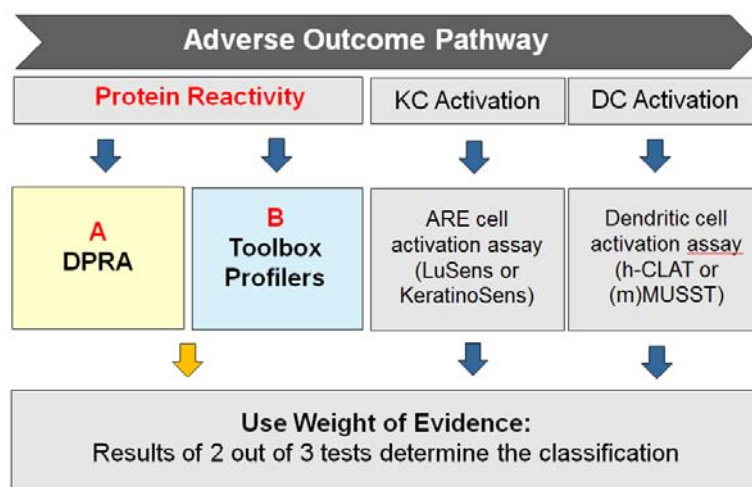 Adverse Outcome Pathway
Protein Reactivity
KC Activation
DC Activation
A
DPRA
B
Toolbox
Profilers
ARE cell
activation assay
(LuSens or
KeratinoSens)
Dendritic cell
activation assay
(h-CLAT or
(m)MUSST)
Use Weight of Evidence:
Results of 2 out of 3 tests determine the classification